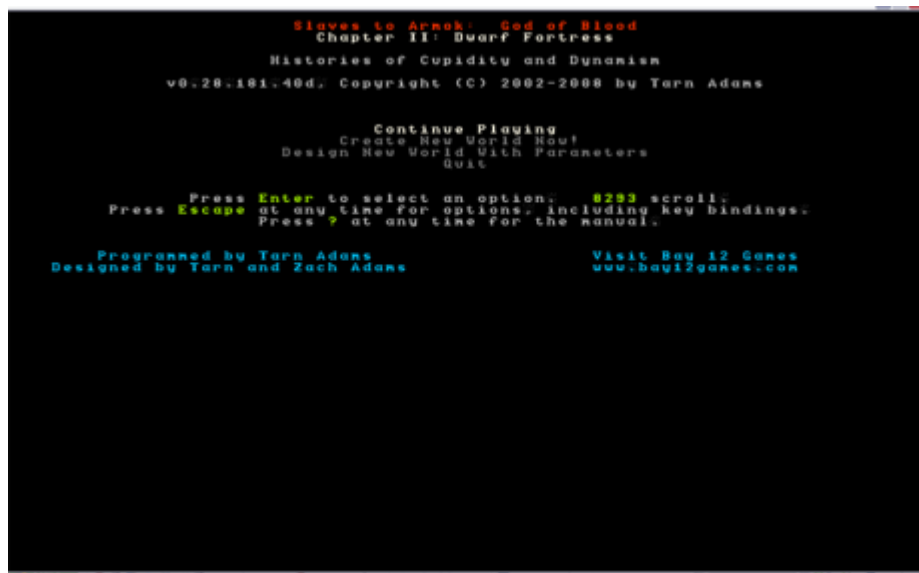 Slaves to Armok: God of Blood
Chapter II: Dwarf Fortress
Histories of Cupidity and Dynamism
v0.28.181.40d, Copyright (C) 2002-2008 by Tarn Adams
Continue Playing
Create New World Now!
Design New World With Parameters
Quit
Press Enter to select an option. 8293 scroll.
Press Escape at any time for options, including key bindings.
Press ? at any time for the manual.
Programmed by Tarn Adams
Designed by Tarn and Zach Adams
Visit Bay 12 Games
www.bay12games.com